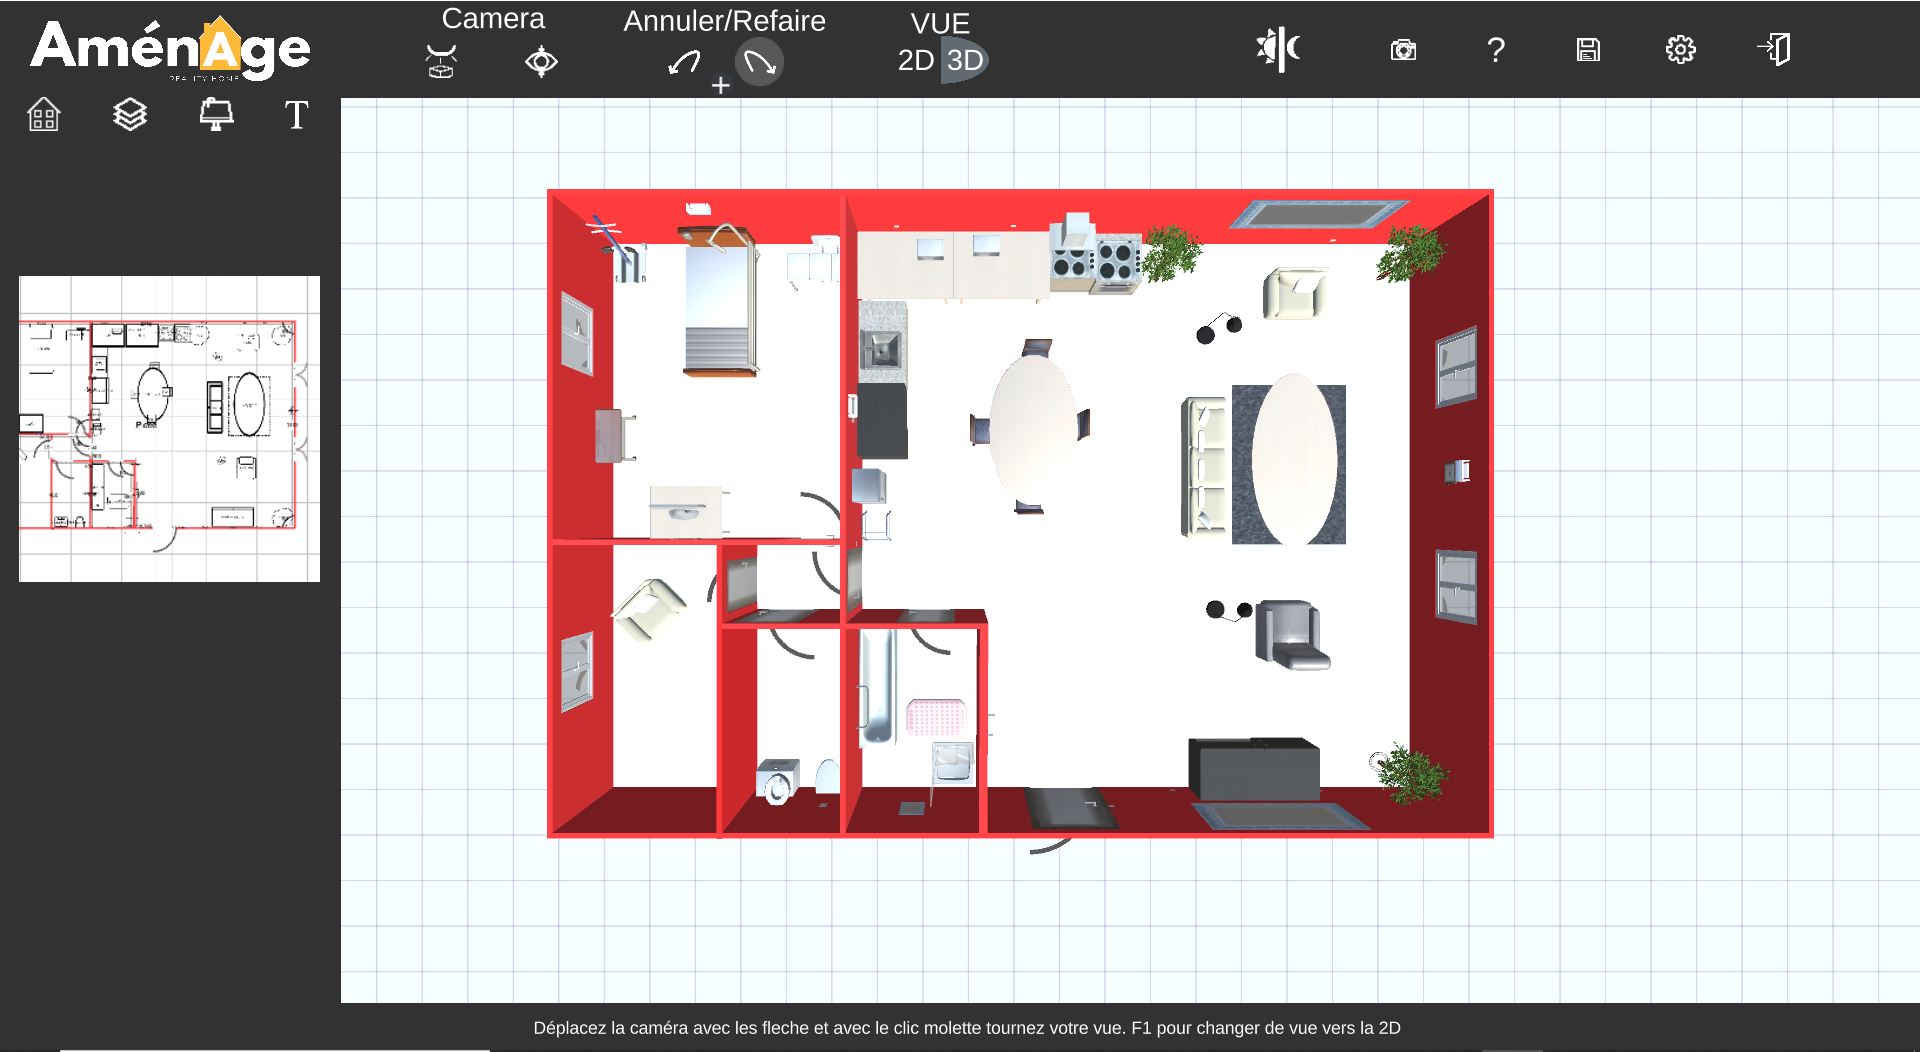 Camera
Annuler/Refaire
VUE
2D 3D
AménAge
REALITY HOME
?
T
Déplacez la caméra avec les fleche et avec le clic molette tournez votre vue. F1 pour changer de vue vers la 2D